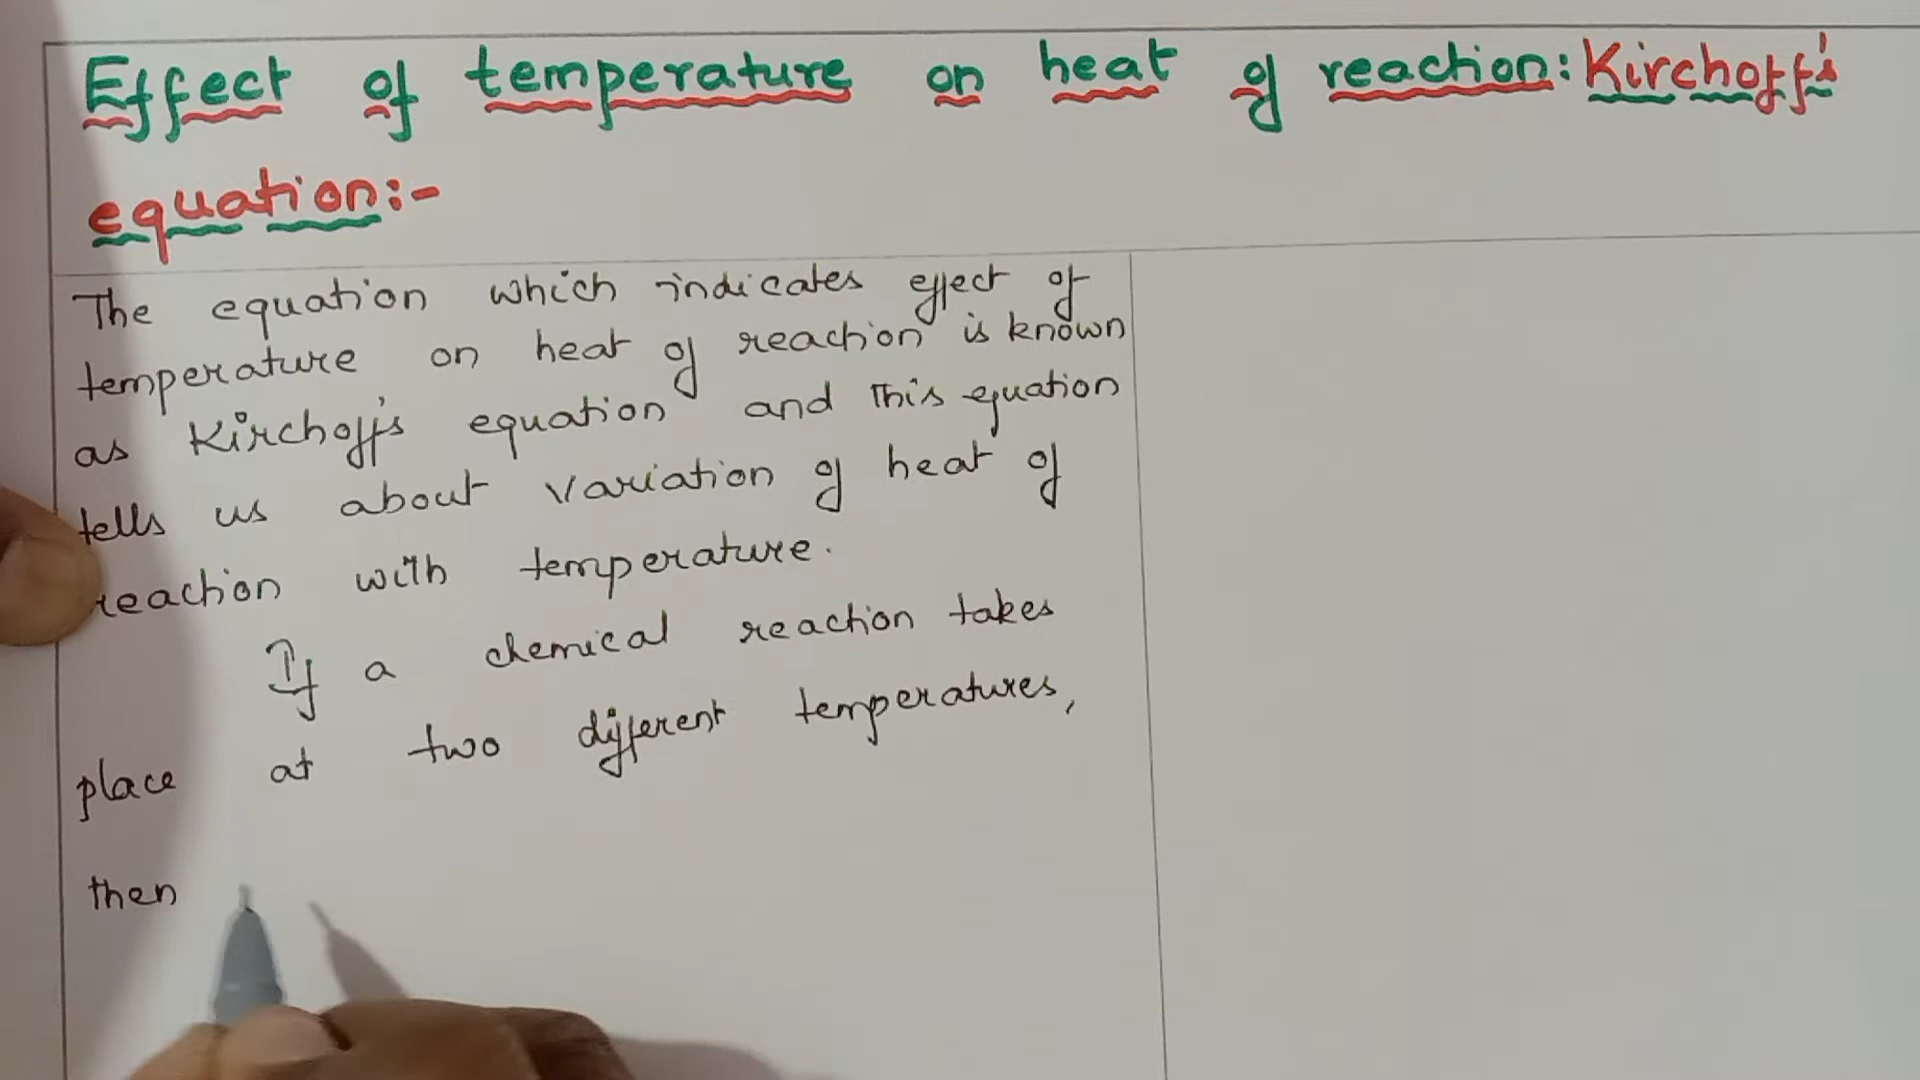 Effect of temperature on heat of reaction: Kirchoff's
equation:-
The equation which indicates effect of
temperature on heat of reaction is known
as Kirchoff's equation and This equation
tells us about variation of heat of
reaction with temperature.
If a chemical reaction takes
place at two different temperatures,
then